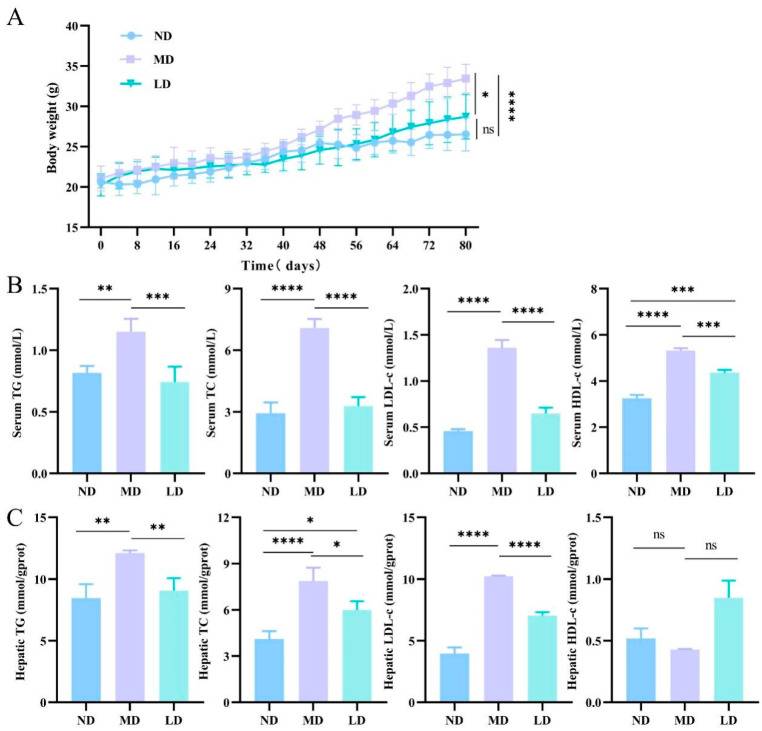 A
ND
MD
LD
Body weight (g)
40
35
30
25
20
15
0 8 16 24 32 40 48 56 64 72 80
Time( days)
*
****
ns
B
Serum TG (mmol/L)
1.5
1.0
0.5
0.0
** ***
ND MD LD
Serum TC (mmol/L)
9
6
3
0
**** ****
ND MD LD
Serum LDL-c (mmol/L)
2.0
1.5
1.0
0.5
0.0
**** ****
ND MD LD
Serum HDL-c (mmol/L)
8
6
4
2
0
***
**** ***
ND MD LD
C
Hepatic TG (mmol/gprot)
15
10
5
0
** **
ND MD LD
Hepatic TC (mmol/gprot)
12
9
6
3
0
*
**** *
ND MD LD
Hepatic LDL-c (mmol/gprot)
15
10
5
0
**** ****
ND MD LD
Hepatic HDL-c (mmol/gprot)
1.5
1.0
0.5
0.0
ns ns
ND MD LD